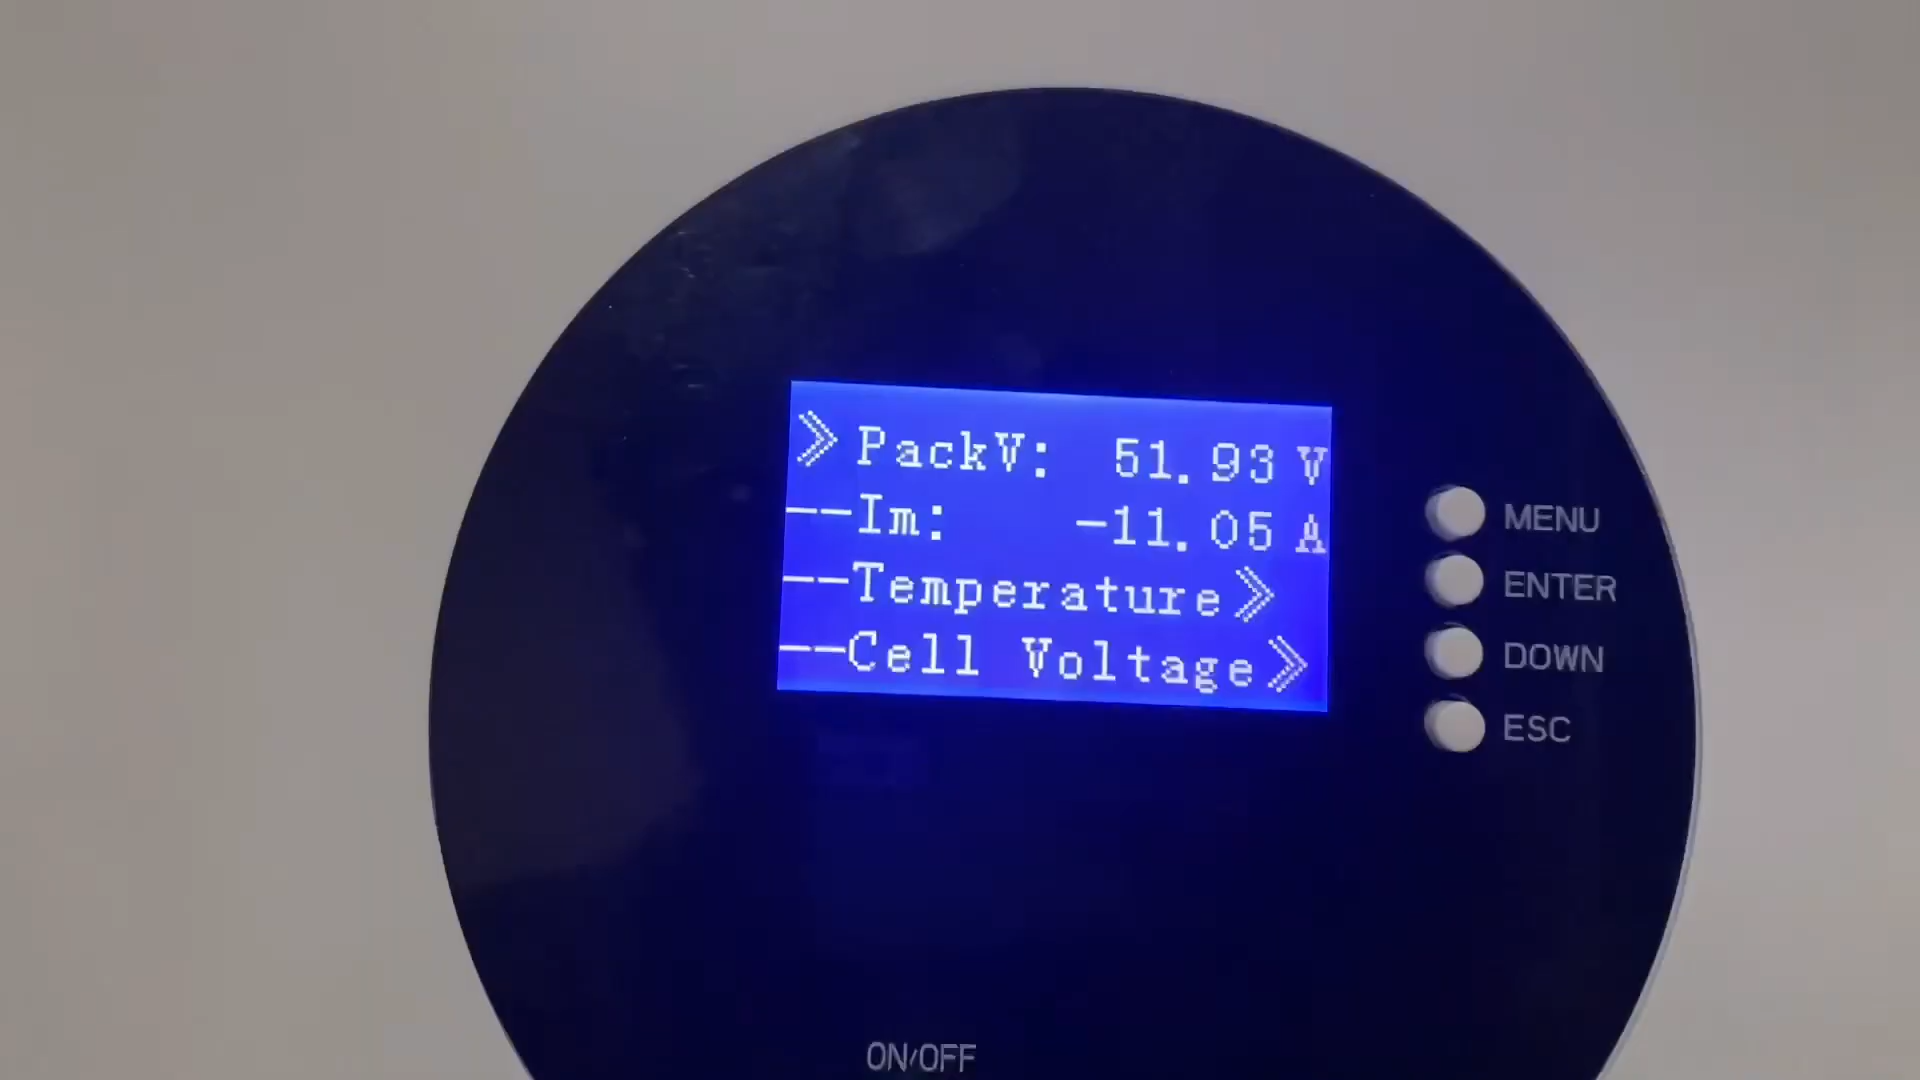 »PackV: 51.93 V
--Im: -11.05 A
--Temperature»
--Cell Voltage»
MENU
ENTER
DOWN
ESC
ON/OFF